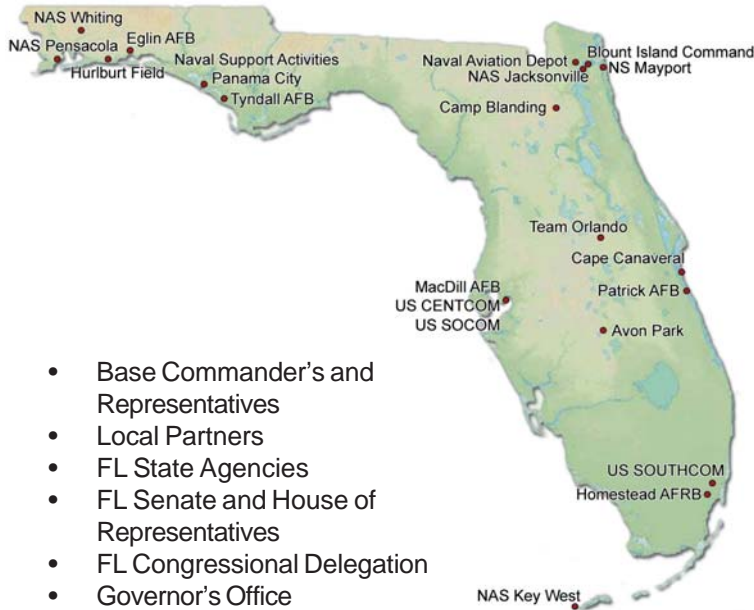 NAS Whiting
NAS Pensacola
Eglin AFB
Hurlburt Field
Naval Support Activities
Panama City
Tyndall AFB
Naval Aviation Depot
Blount Island Command
NAS Jacksonville
NS Mayport
Camp Blanding
Team Orlando
Cape Canaveral
MacDill AFB
US CENTCOM
US SOCOM
Patrick AFB
Avon Park
• Base Commander's and
Representatives
• Local Partners
• FL State Agencies
• FL Senate and House of
Representatives
• FL Congressional Delegation
• Governor's Office
US SOUTHCOM
Homestead AFRB
NAS Key West